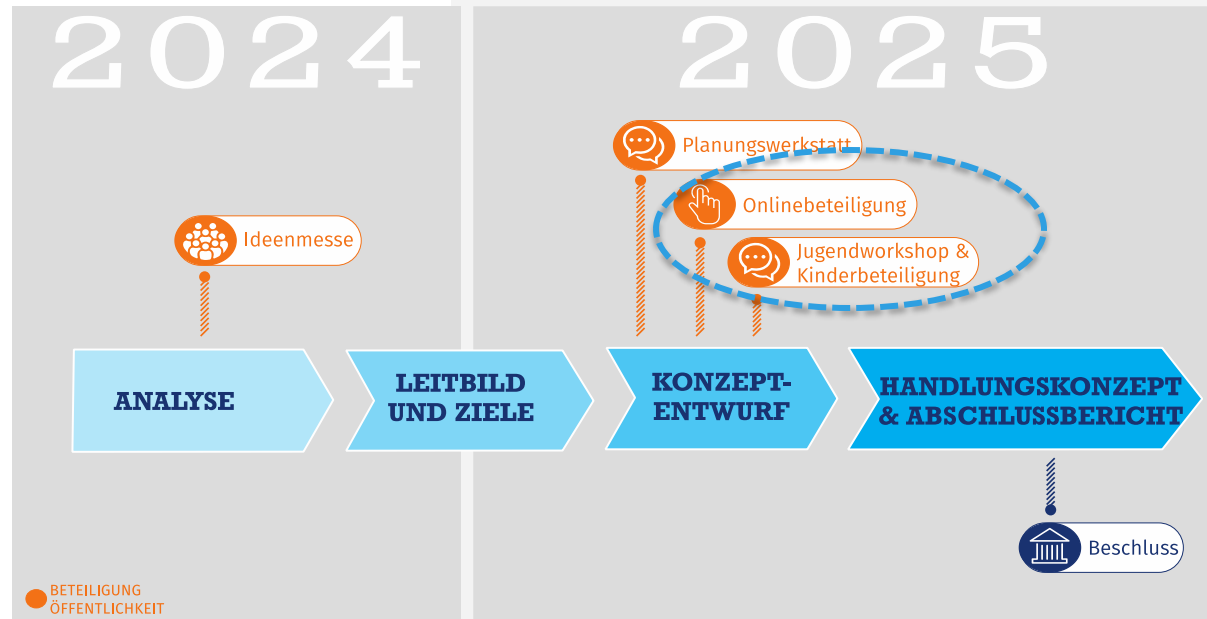 2024
2025
Planungswerkstatt
Onlinebeteiligung
Ideenmesse
Jugendworkshop &
Kinderbeteiligung
ANALYSE
LEITBILD
UND ZIELE
KONZEPT-
ENTWURF
HANDLUNGSKONZEPT
& ABSCHLUSSBERICHT
Beschluss
BETEILIGUNG
ÖFFENTLICHKEIT